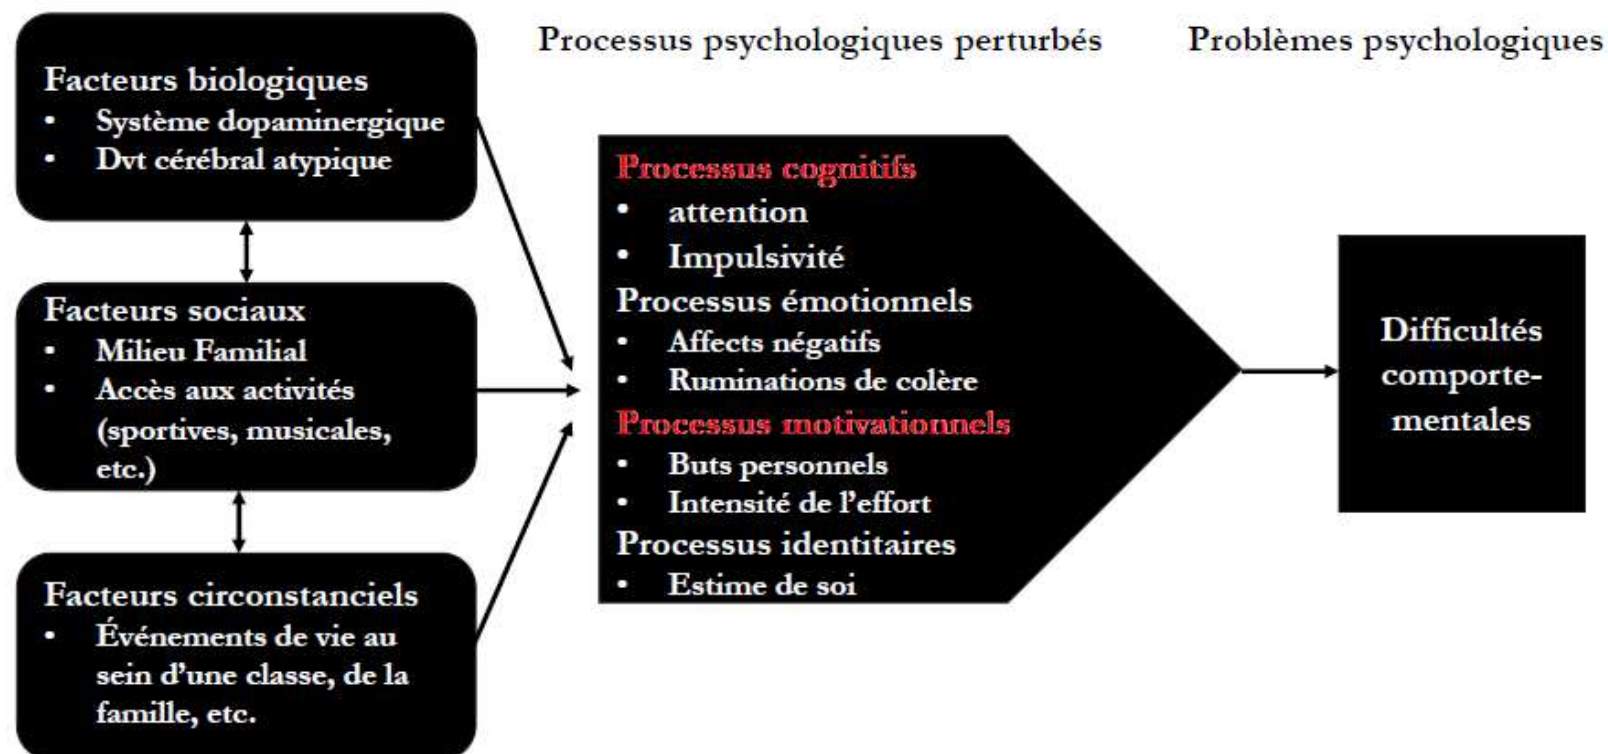 Facteurs biologiques
• Système dopaminergique
• Dvt cérébral atypique
Facteurs sociaux
• Milieu Familial
• Accès aux activités
(sportives, musicales,
etc.)
Facteurs circonstanciels
• Événements de vie au
sein d’une classe, de la
famille, etc.
Processus psychologiques perturbés
Processus cognitifs
• attention
• Impulsivité
Processus émotionnels
• Affects négatifs
• Ruminations de colère
Processus motivationnels
• Buts personnels
• Intensité de l’effort
Processus identitaires
• Estime de soi
Problèmes psychologiques
Difficultés
comporte-
mentales